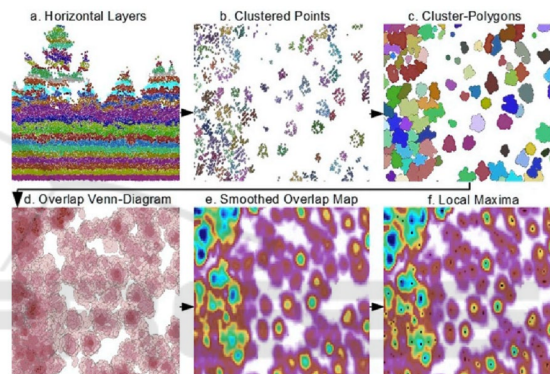 a. Horizontal Layers
b. Clustered Points
c. Cluster-Polygons
d. Overlap Venn-Diagram
e. Smoothed Overlap Map
f. Local Maxima